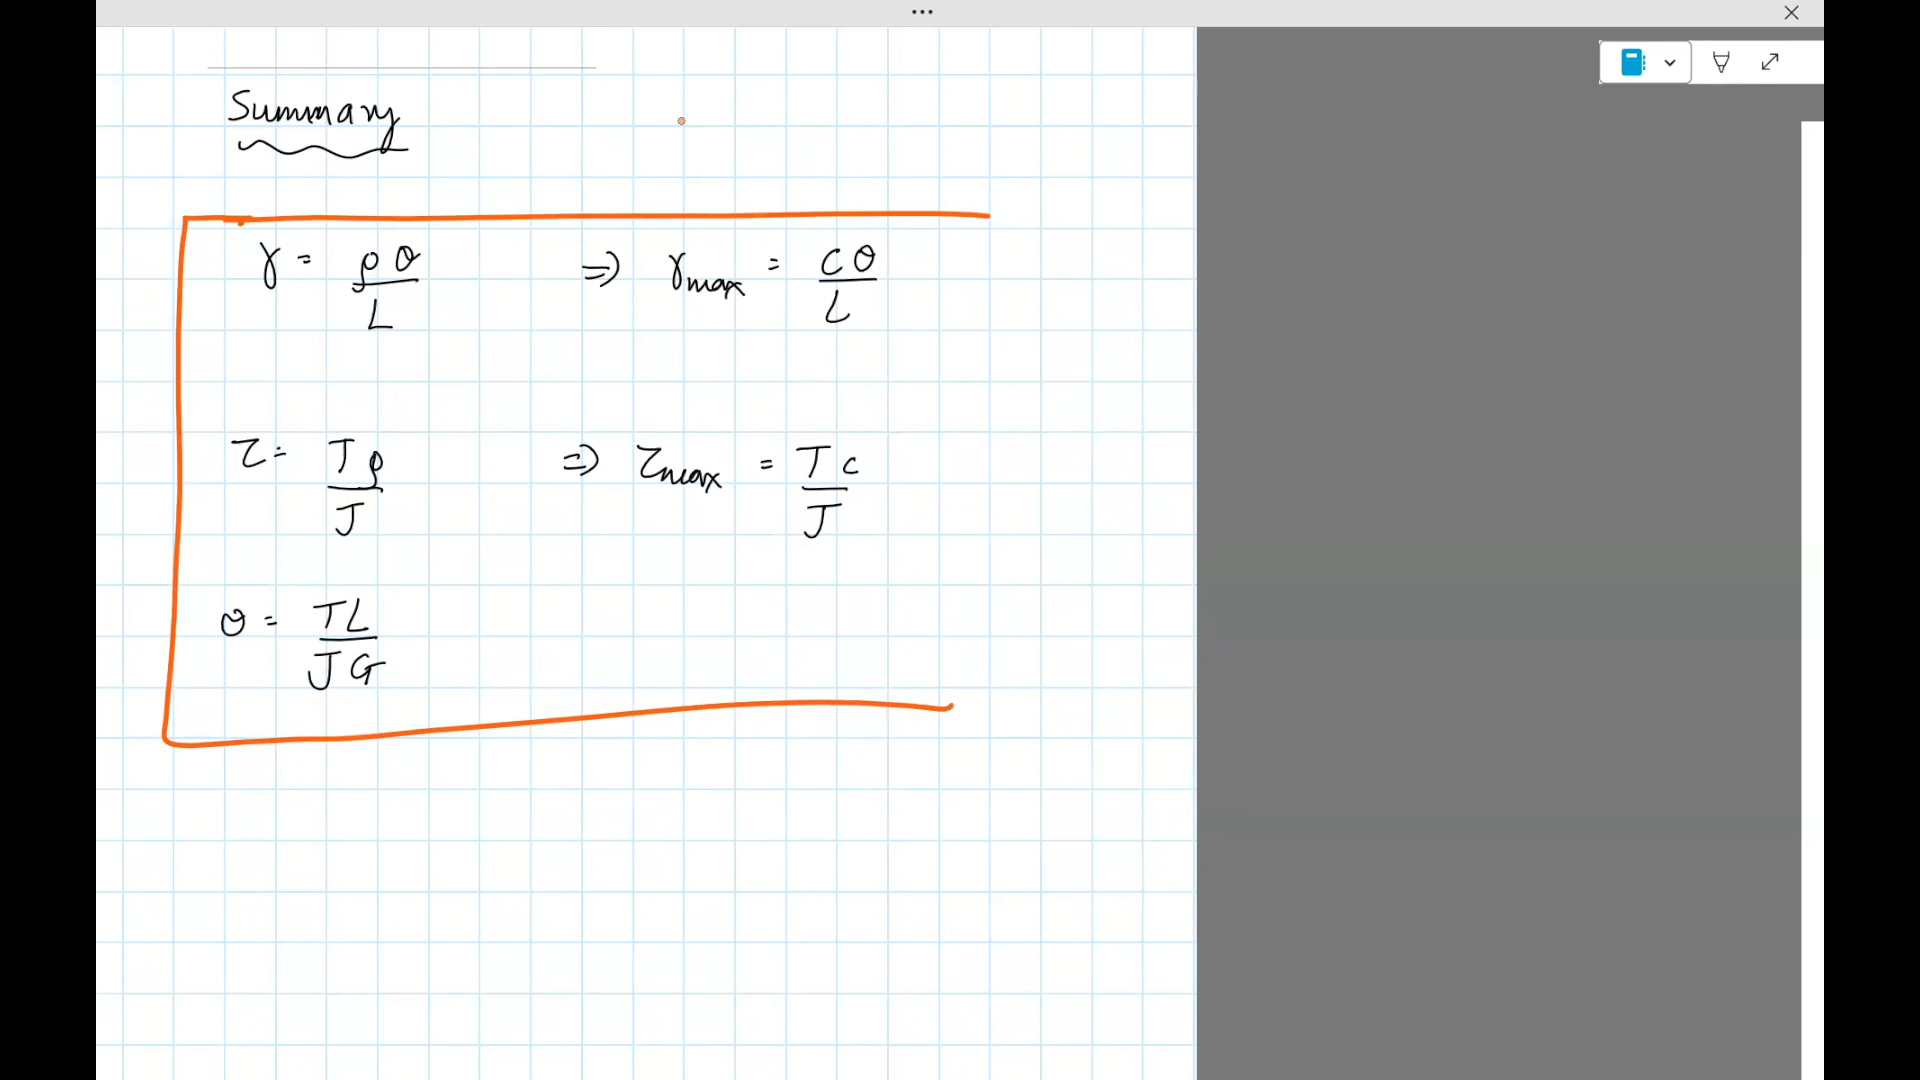 Summary
γ = ρθ/L ⇒ γmax = cθ/L
τ = Tρ/J ⇒ τmax = Tc/J
θ = TL/JG